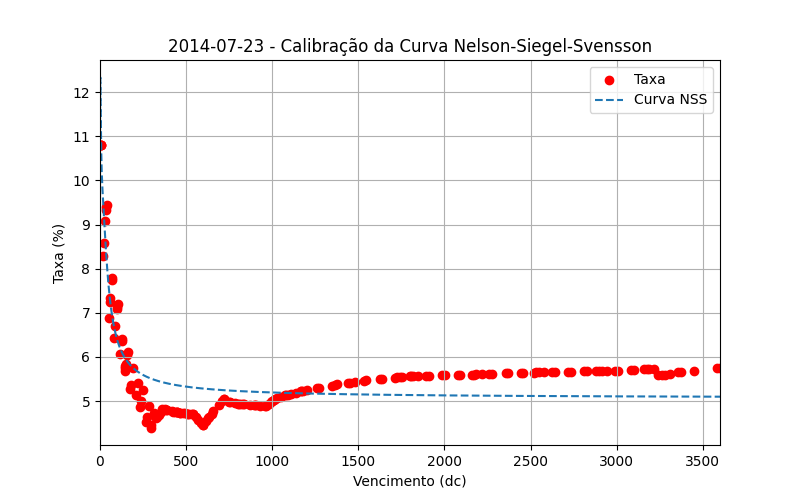 2014-07-23 - Calibração da Curva Nelson-Siegel-Svensson
Taxa
Curva NSS
12
11
10
9
8
7
6
5
Taxa (%)
0 500 1000 1500 2000 2500 3000 3500
Vencimento (dc)